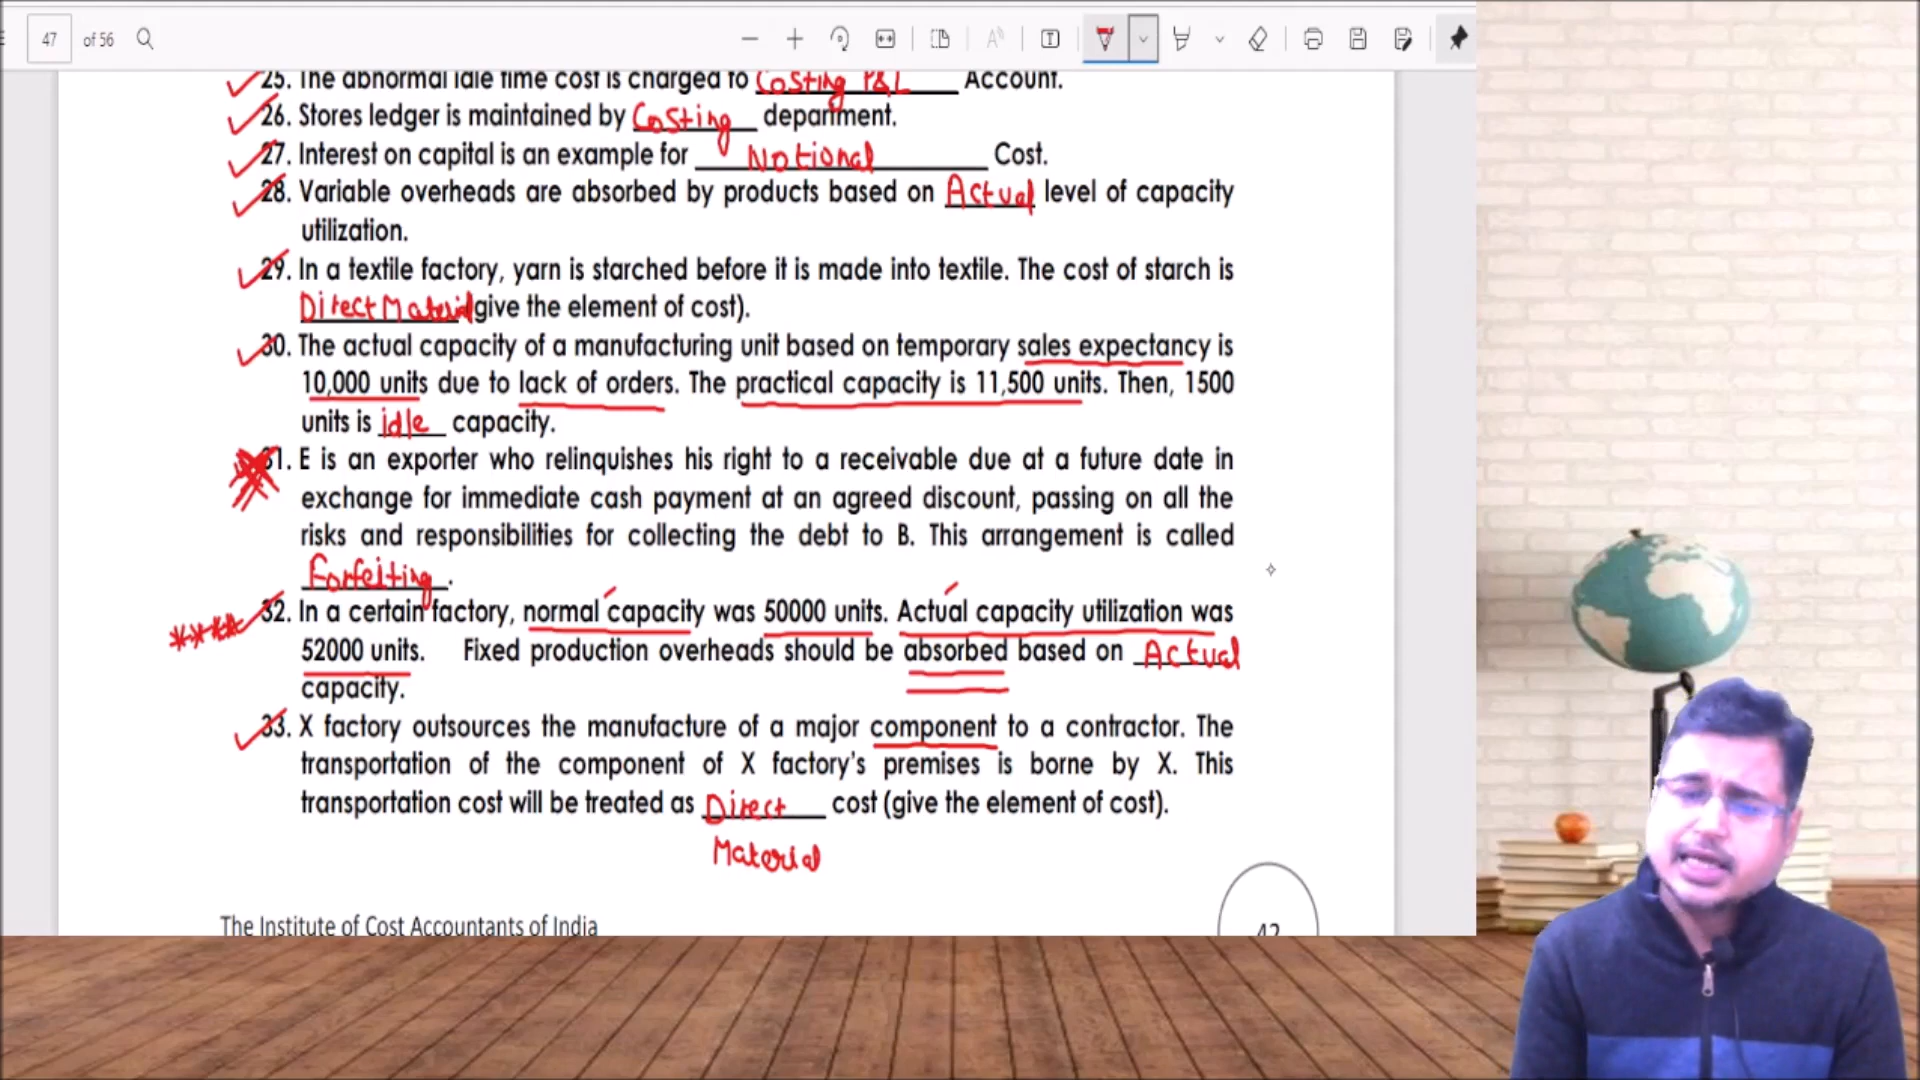 47 of 56
25. The abnormal idle time cost is charged to Costing P&L Account.
26. Stores ledger is maintained by Costing department.
27. Interest on capital is an example for Notional Cost.
28. Variable overheads are absorbed by products based on Actual level of capacity
utilization.
29. In a textile factory, yarn is starched before it is made into textile. The cost of starch is
Direct Material give the element of cost).
30. The actual capacity of a manufacturing unit based on temporary sales expectancy is
10,000 units due to lack of orders. The practical capacity is 11,500 units. Then, 1500
units is idle capacity.
31. E is an exporter who relinquishes his right to a receivable due at a future date in
exchange for immediate cash payment at an agreed discount, passing on all the
risks and responsibilities for collecting the debt to B. This arrangement is called
Forfeiting.
32. In a certain factory, normal capacity was 50000 units. Actual capacity utilization was
52000 units. Fixed production overheads should be absorbed based on Actual
capacity.
33. X factory outsources the manufacture of a major component to a contractor. The
transportation of the component of X factory's premises is borne by X. This
transportation cost will be treated as Direct cost (give the element of cost).
Material
The Institute of Cost Accountants of India
42